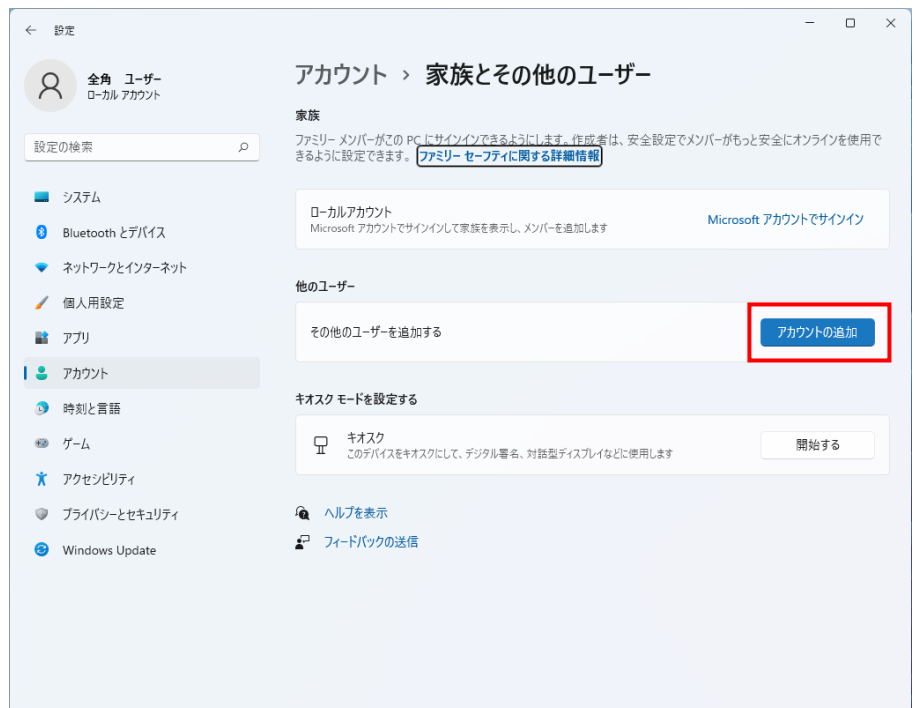 設定
全角　ユーザー
ローカル アカウント
設定の検索
システム
Bluetooth とデバイス
ネットワークとインターネット
個人用設定
アプリ
アカウント
時刻と言語
ゲーム
アクセシビリティ
プライバシーとセキュリティ
Windows Update
アカウント › 家族とその他のユーザー
家族
ファミリー メンバーがこの PC にサインインできるようにします。作成者は、安全設定でメンバーがもっと安全にオンラインを使用で
きるように設定できます。 ファミリー セーフティに関する詳細情報
ローカルアカウント
Microsoft アカウントでサインインして家族を表示し、メンバーを追加します
Microsoft アカウントでサインイン
他のユーザー
その他のユーザーを追加する
アカウントの追加
キオスク モードを設定する
キオスク
このデバイスをキオスクにして、デジタル署名、対話型ディスプレイなどに使用します
開始する
ヘルプを表示
フィードバックの送信